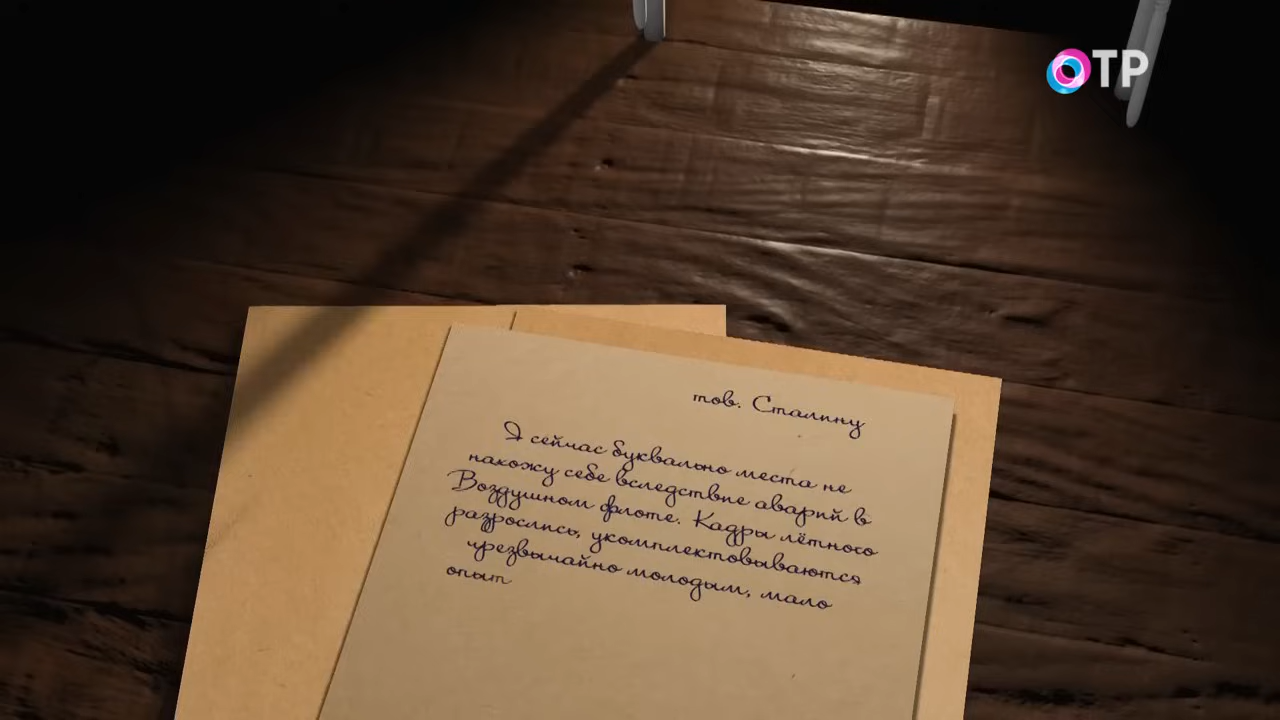 ОТР
тов. Сталину
Я сейчас буквально места не
нахожу себе вследствие аварий в
Воздушном флоте. Кадры лётного
разрослись, укомплектовываются
чрезвычайно молодым, мало
опыт